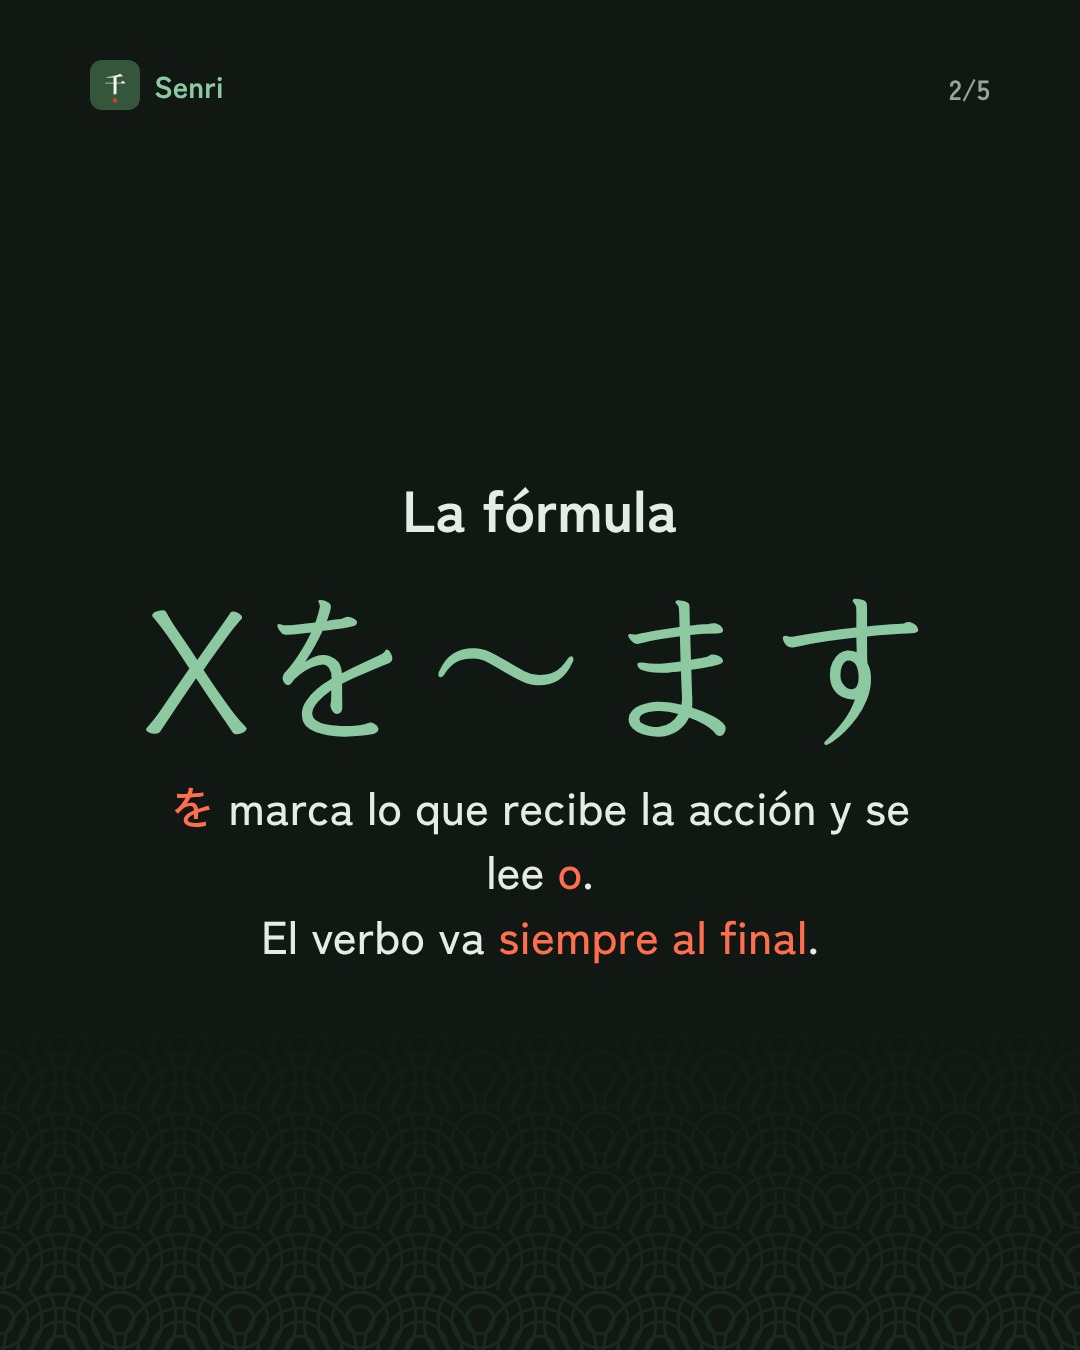 千 Senri
2/5
La fórmula
Xを〜ます
を marca lo que recibe la acción y se
lee o.
El verbo va siempre al final.